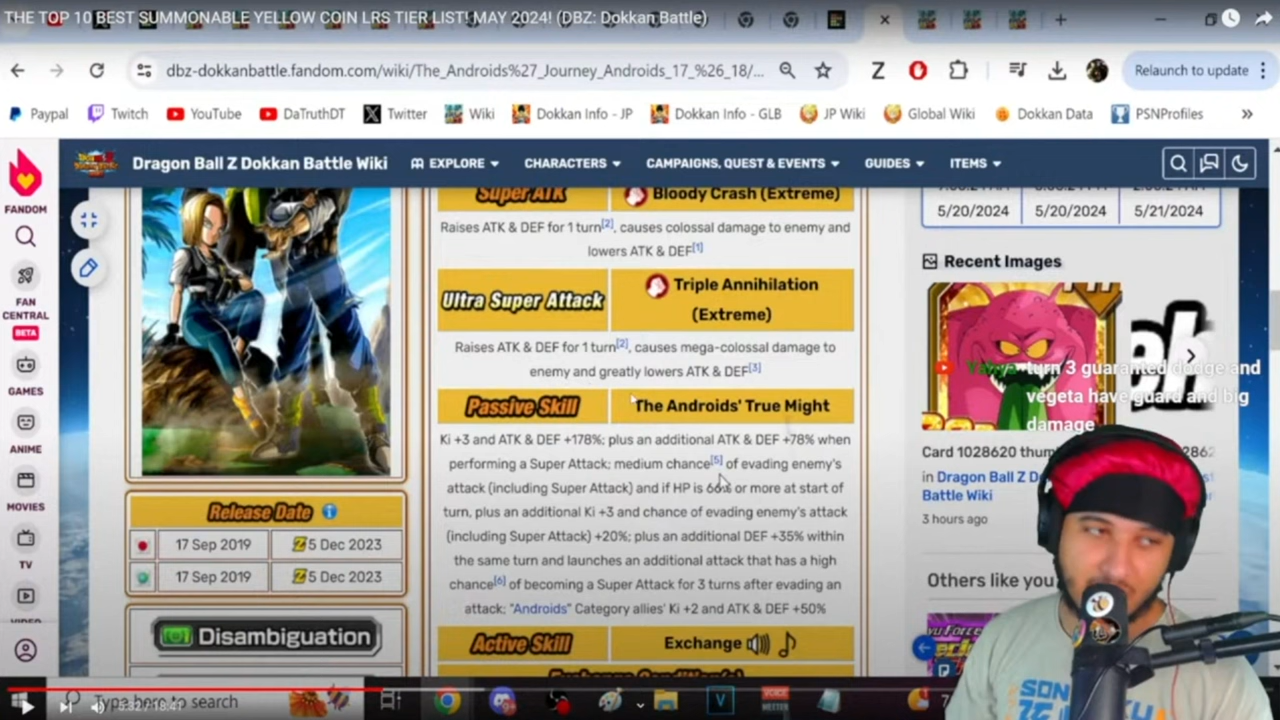 THE TOP 10 BEST SUMMONABLE YELLOW COIN LRS TIER LIST! MAY 2024! (DBZ: Dokkan Battle)
dbz-dokkanbattle.fandom.com/wiki/The_Androids%27_Journey_Androids_17_%26_18/...
Relaunch to update
Paypal
Twitch
YouTube
DaTruthDT
Twitter
Wiki
Dokkan Info - JP
Dokkan Info - GLB
JP Wiki
Global Wiki
Dokkan Data
PSNProfiles
»
Dragon Ball Z Dokkan Battle Wiki
EXPLORE
CHARACTERS
CAMPAIGNS, QUEST & EVENTS
GUIDES
ITEMS
FANDOM
FAN
CENTRAL
BETA
GAMES
ANIME
MOVIES
TV
VIDEO
Super ATK
Bloody Crash (Extreme)
Raises ATK & DEF for 1 turn[2], causes colossal damage to enemy and
lowers ATK & DEF[1]
Ultra Super Attack
Triple Annihilation
(Extreme)
Raises ATK & DEF for 1 turn[2], causes mega-colossal damage to
enemy and greatly lowers ATK & DEF[3]
Passive Skill
The Androids' True Might
Ki +3 and ATK & DEF +178%; plus an additional ATK & DEF +78% when
performing a Super Attack; medium chance[5] of evading enemy's
attack (including Super Attack) and if HP is 66% or more at start of
turn, plus an additional Ki +3 and chance of evading enemy's attack
(including Super Attack) +20%; plus an additional DEF +35% within
the same turn and launches an additional attack that has a high
chance[6] of becoming a Super Attack for 3 turns after evading an
attack; "Androids" Category allies' Ki +2 and ATK & DEF +50%
Active Skill
Exchange
Release Date
17 Sep 2019
5 Dec 2023
17 Sep 2019
5 Dec 2023
Disambiguation
5/20/2024
5/20/2024
5/21/2024
Recent Images
turn 3 guaranted dodge and
vegeta have guard and big
damage
Card 1028620 thum
in Dragon Ball Z Do
Battle Wiki
3 hours ago
Others like you
Type here to search
/ 18:41